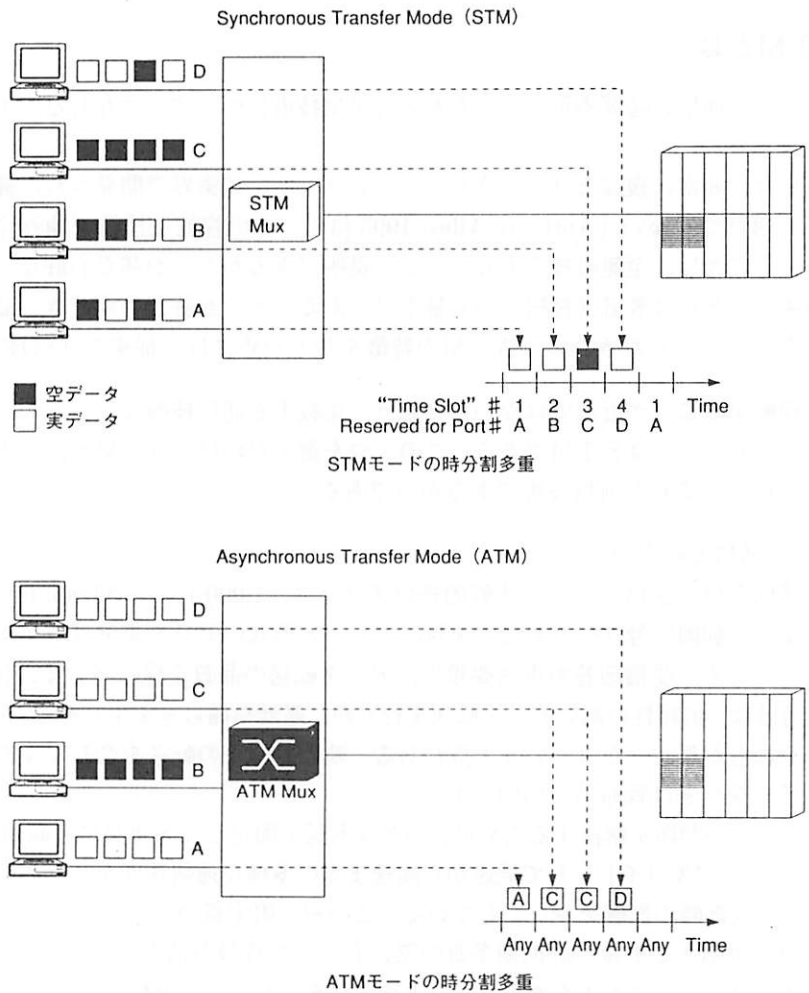 Synchronous Transfer Mode（STM）
D
C
STM
Mux
B
A
空データ
実データ
"Time Slot" # 1 2 3 4 1 Time
Reserved for Port # A B C D A
STMモードの時分割多重
Asynchronous Transfer Mode（ATM）
D
C
B
ATM Mux
A
A C C D
Any Any Any Any Any Time
ATMモードの時分割多重